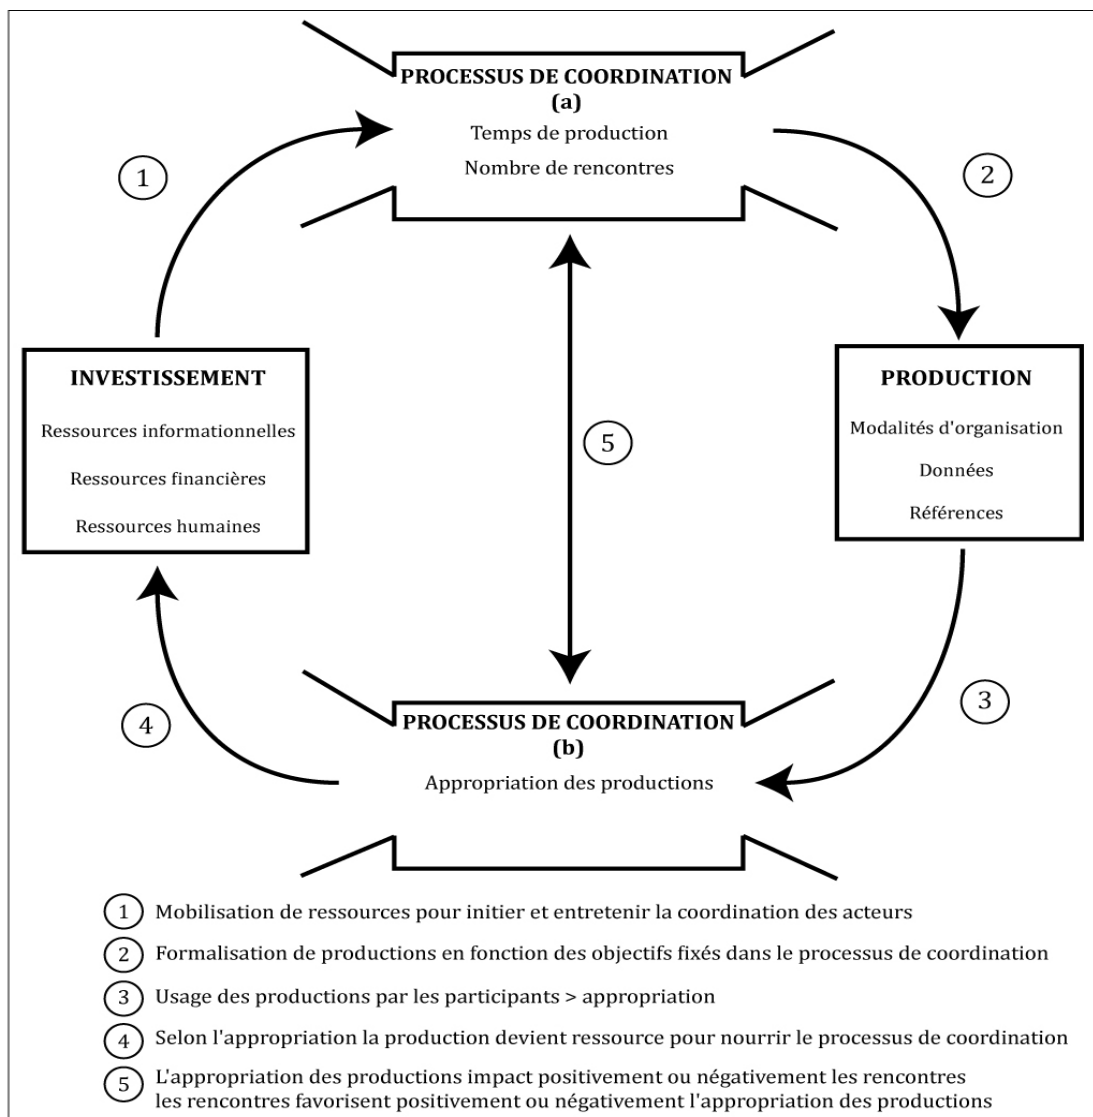 PROCESSUS DE COORDINATION
(a)
Temps de production
Nombre de rencontres
1
2
INVESTISSEMENT
Ressources informationnelles
Ressources financières
Ressources humaines
5
PRODUCTION
Modalités d'organisation
Données
Références
4
3
PROCESSUS DE COORDINATION
(b)
Appropriation des productions
1 Mobilisation de ressources pour initier et entretenir la coordination des acteurs
2 Formalisation de productions en fonction des objectifs fixés dans le processus de coordination
3 Usage des productions par les participants > appropriation
4 Selon l'appropriation la production devient ressource pour nourrir le processus de coordination
5 L'appropriation des productions impact positivement ou négativement les rencontres
les rencontres favorisent positivement ou négativement l'appropriation des productions